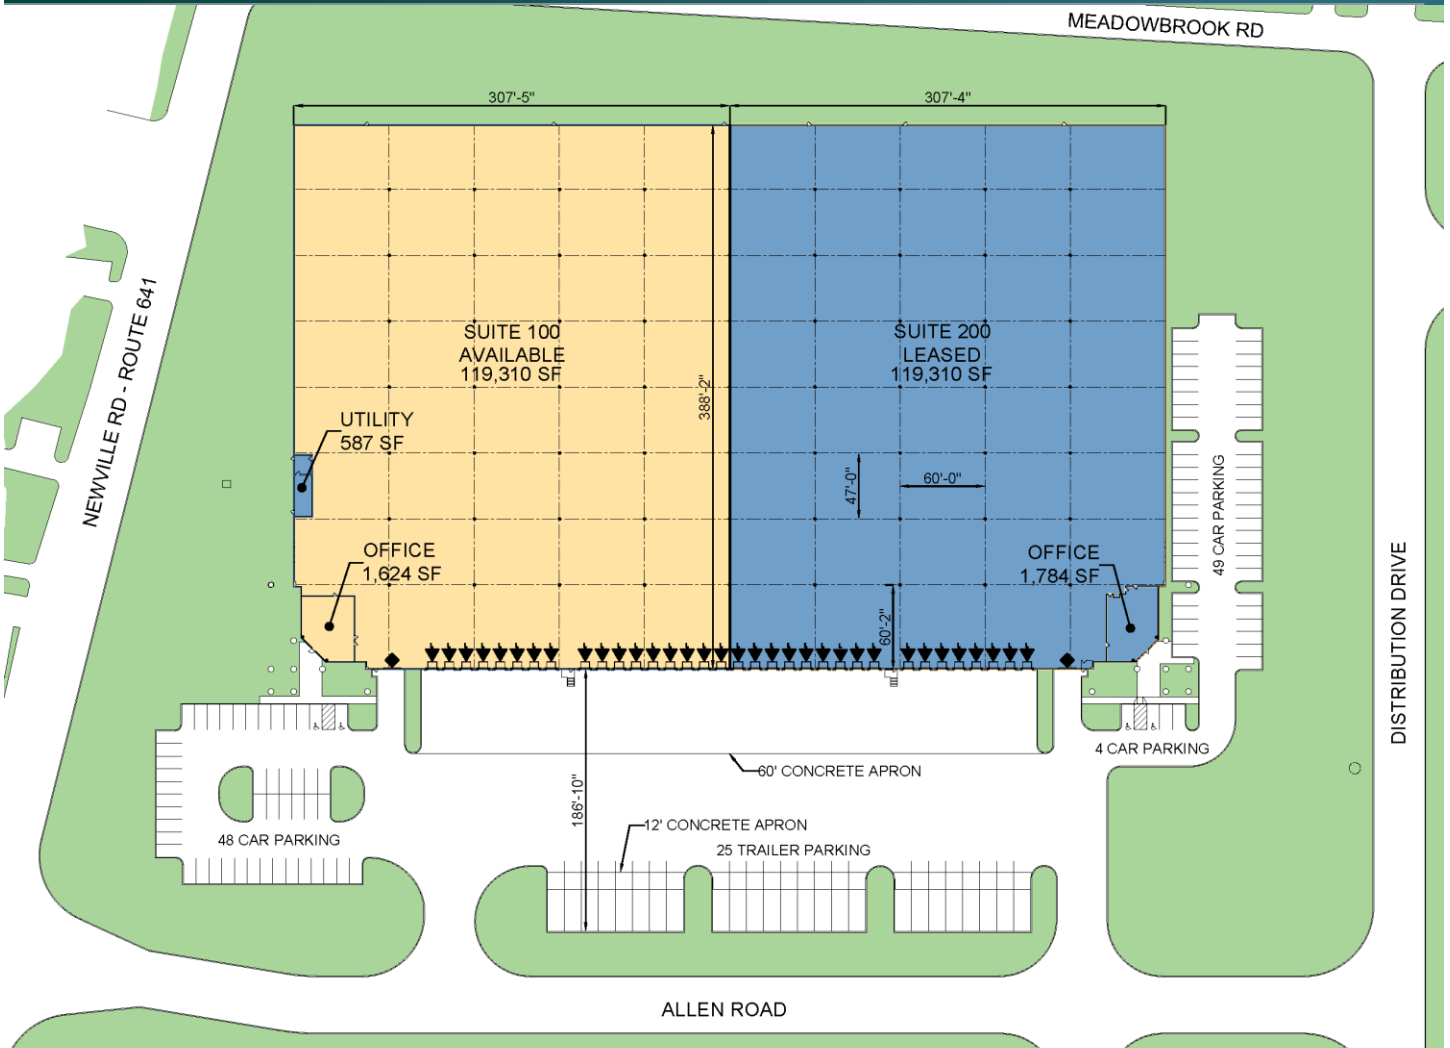 MEADOWBROOK RD
307'-5"
307'-4"
NEWVILLE RD - ROUTE 641
SUITE 100
AVAILABLE
119,310 SF
388'-2"
SUITE 200
LEASED
119,310 SF
UTILITY
587 SF
47'-0"
60'-0"
49 CAR PARKING
OFFICE
1,624 SF
OFFICE
1,784 SF
60'-2"
DISTRIBUTION DRIVE
4 CAR PARKING
60' CONCRETE APRON
186'-10"
12' CONCRETE APRON
48 CAR PARKING
25 TRAILER PARKING
ALLEN ROAD